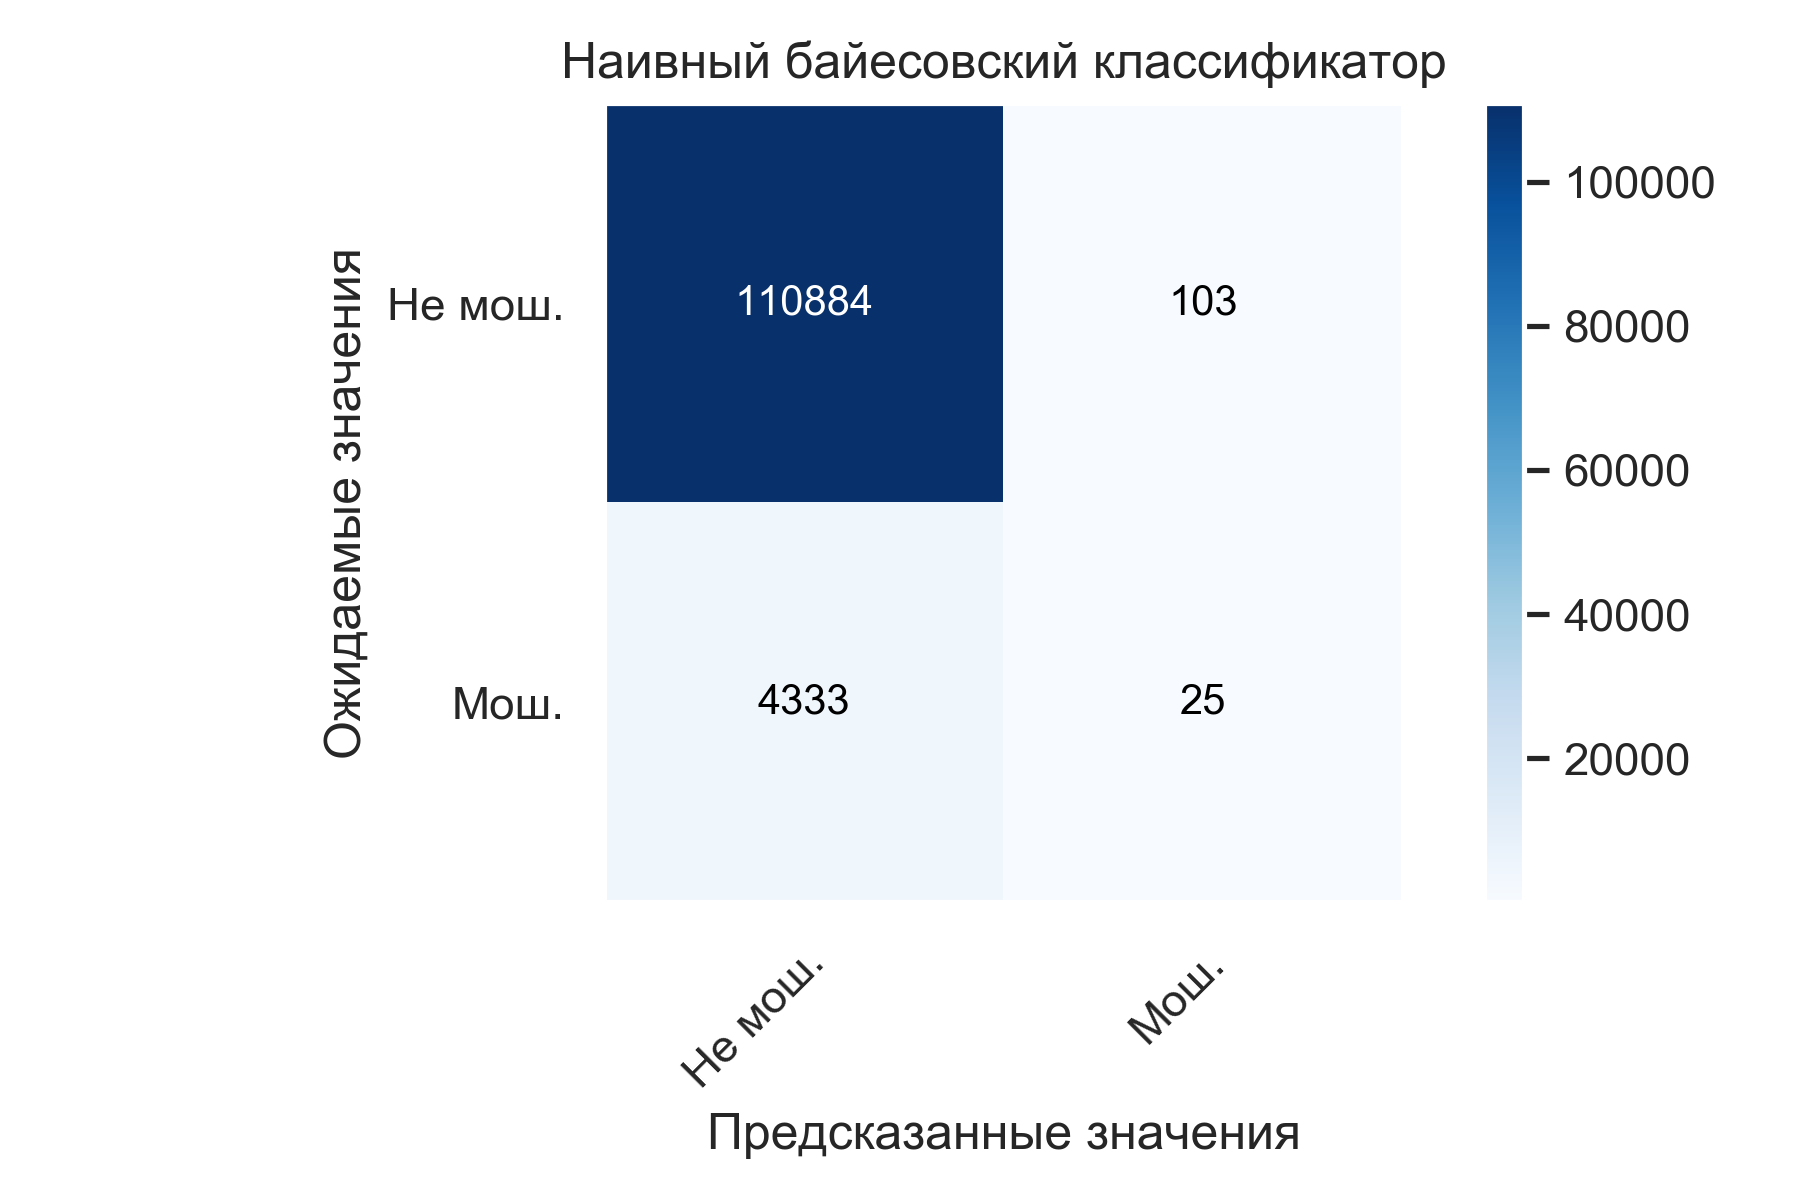 Наивный байесовский классификатор
Ожидаемые значения
Не мош.
110884
103
Мош.
4333
25
Не мош.
Мош.
Предсказанные значения
100000
80000
60000
40000
20000